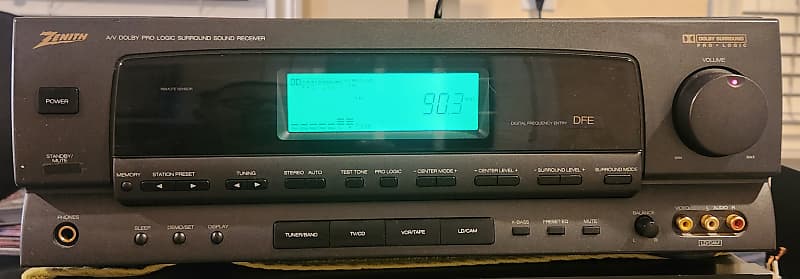 ZENITH
A/V DOLBY PRO LOGIC SURROUND SOUND RECEIVER
DOLBY SURROUND
PRO • LOGIC
VOLUME
REMOTE SENSOR
90.3
DIGITAL FREQUENCY ENTRY DFE
POWER
STANDBY/
MUTE
MEMORY
STATION PRESET
TUNING
STEREO AUTO
TEST TONE
PRO LOGIC
– CENTER MODE +
– CENTER LEVEL +
– SURROUND LEVEL +
SURROUND MODE
PHONES
SLEEP
DEMO/SET
DISPLAY
TUNER/BAND
TV/CD
VCR/TAPE
LD/CAM
K-BASS
PRESET EQ
MUTE
BALANCE
L R
VIDEO L AUDIO R
LD/CAM